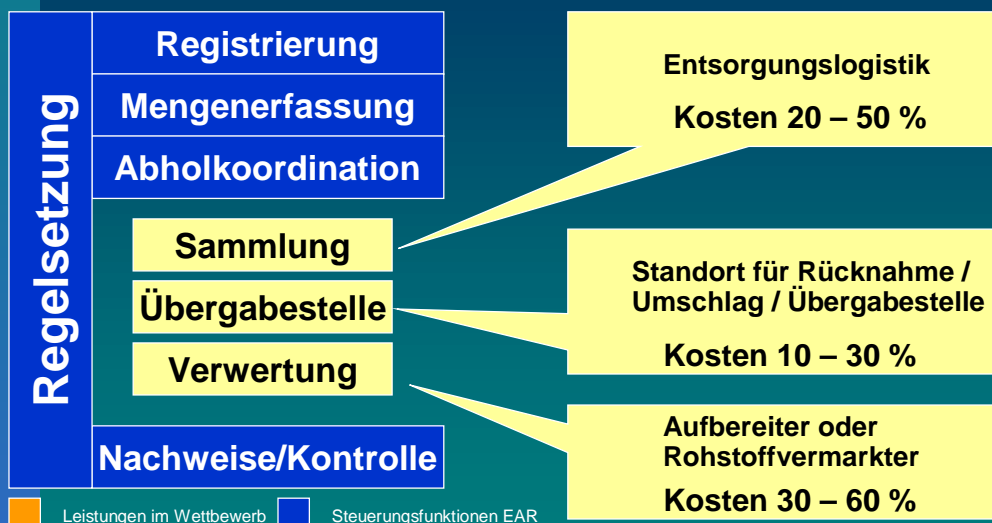 Regelsetzung
Registrierung
Mengenerfassung
Abholkoordination
Sammlung
Übergabestelle
Verwertung
Nachweise/Kontrolle
Entsorgungslogistik
Kosten 20 – 50 %
Standort für Rücknahme /
Umschlag / Übergabestelle
Kosten 10 – 30 %
Aufbereiter oder
Rohstoffvermarkter
Kosten 30 – 60 %
Leistungen im Wettbewerb
Steuerungsfunktionen EAR